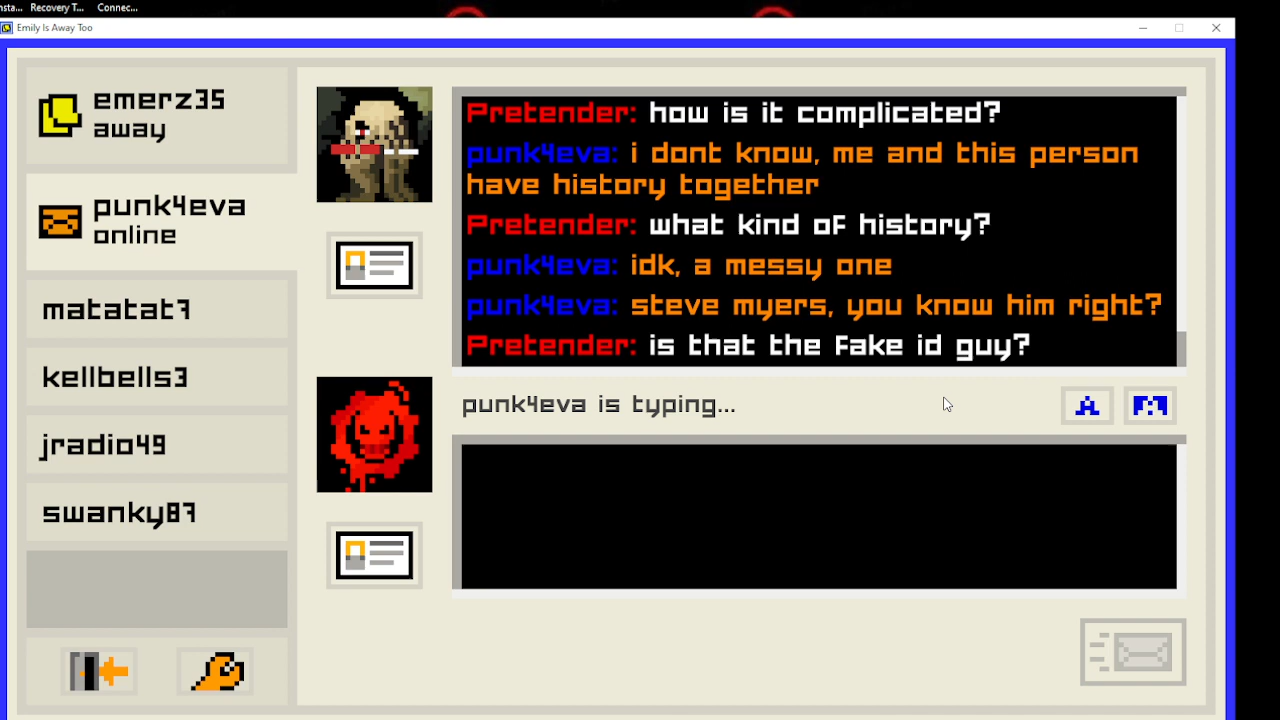 nsta... Recovery T... Connec...
Emily Is Away Too
emerz35
away
punk4eva
online
matatat7
kellbells3
jradio49
swanky87
Pretender: how is it complicated?
punk4eva: i dont know, me and this person
have history together
Pretender: what kind of history?
punk4eva: idk, a messy one
punk4eva: steve myers, you know him right?
Pretender: is that the fake id guy?
punk4eva is typing...
A